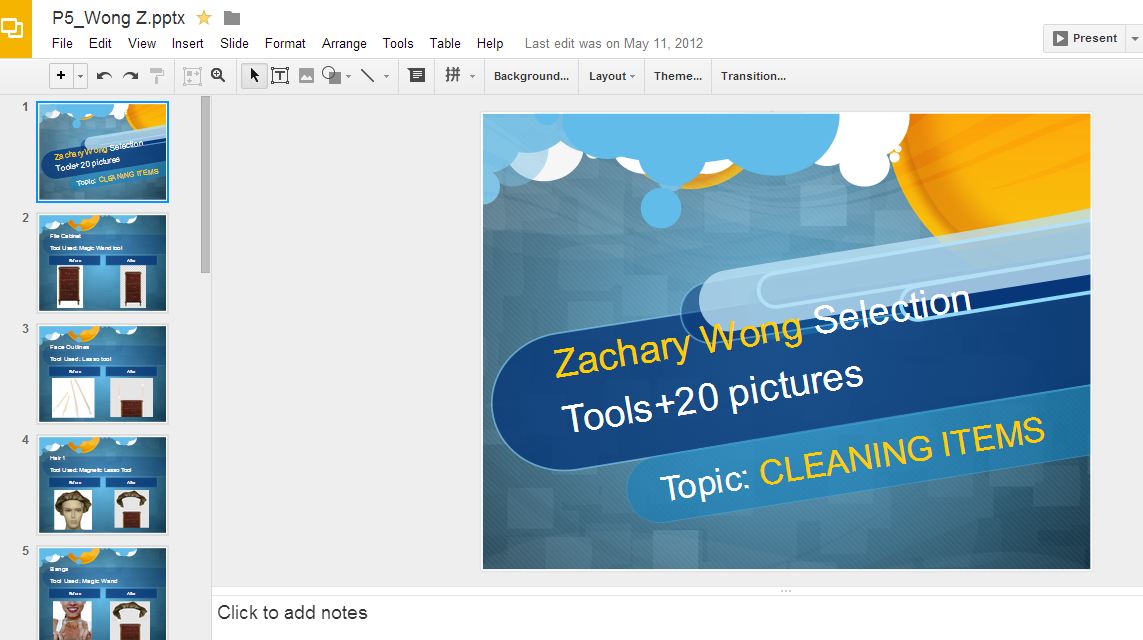 P5_Wong Z.pptx
File Edit View Insert Slide Format Arrange Tools Table Help Last edit was on May 11, 2012
Present
Background... Layout Theme... Transition...
1
Zachary Wong Selection
Tools+20 pictures
Topic: CLEANING ITEMS
2
File Cabinet
Tool Used: Magic Wand tool
Before After
3
Face Outlines
Tool Used: Lasso tool
Before After
4
Hair 1
Tool Used: Magnetic Lasso Tool
Before After
5
Bangs
Tool Used: Magic Wand
Before After
Zachary Wong Selection
Tools+20 pictures
Topic: CLEANING ITEMS
Click to add notes